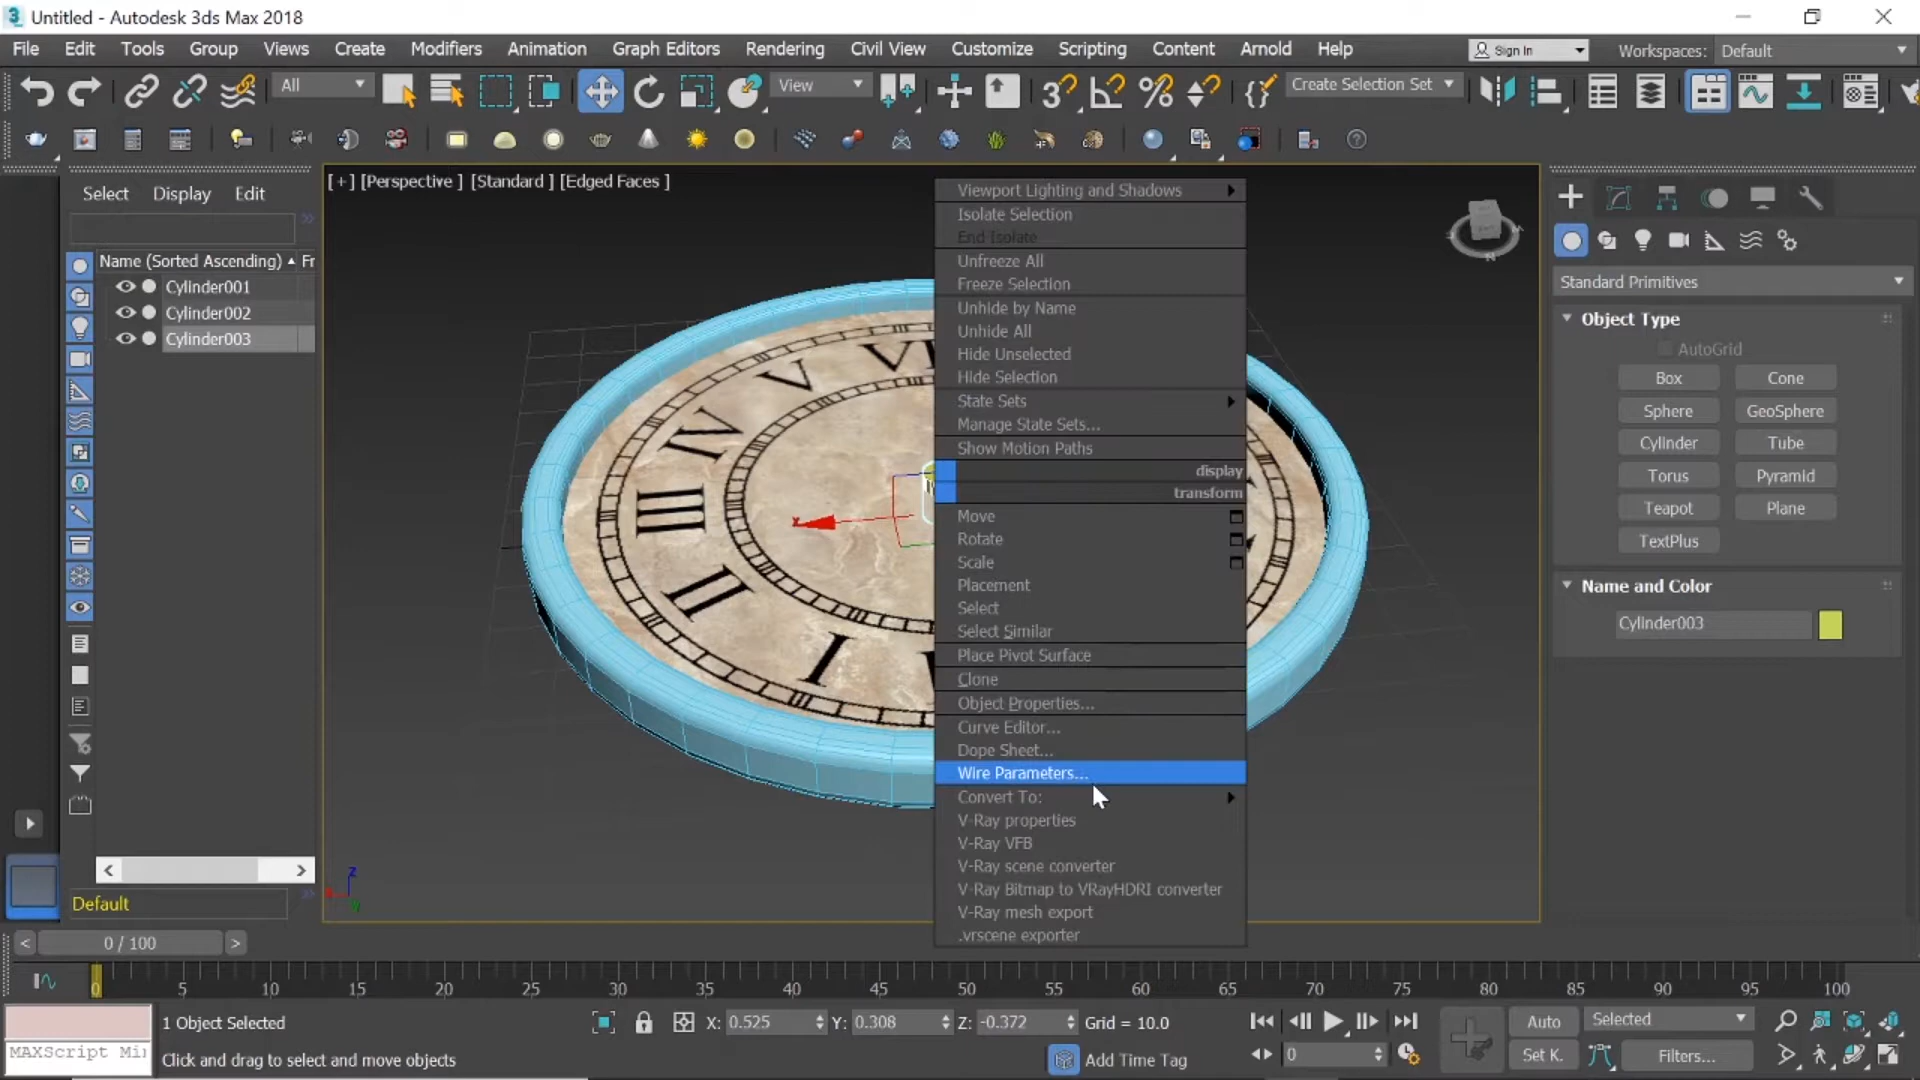 Untitled - Autodesk 3ds Max 2018
File Edit Tools Group Views Create Modifiers Animation Graph Editors Rendering Civil View Customize Scripting Content Arnold Help Sign In Workspaces: Default
All View Create Selection Set
Select Display Edit
[+] [Perspective ] [Standard ] [Edged Faces ]
Name (Sorted Ascending) Fr
Cylinder001
Cylinder002
Cylinder003
Default
Viewport Lighting and Shadows
Isolate Selection
End Isolate
Unfreeze All
Freeze Selection
Unhide by Name
Unhide All
Hide Unselected
Hide Selection
State Sets
Manage State Sets...
Show Motion Paths
display
transform
Move
Rotate
Scale
Placement
Select
Select Similar
Place Pivot Surface
Clone
Object Properties...
Curve Editor...
Dope Sheet...
Wire Parameters...
Convert To:
V-Ray properties
V-Ray VFB
V-Ray scene converter
V-Ray Bitmap to VRayHDRI converter
V-Ray mesh export
.vrscene exporter
V
IV
III
II
I
x
z
Standard Primitives
Object Type
AutoGrid
Box Cone
Sphere GeoSphere
Cylinder Tube
Torus Pyramid
Teapot Plane
TextPlus
Name and Color
Cylinder003
< 0 / 100 >
0 5 10 15 20 25 30 35 40 45 50 55 60 65 70 75 80 85 90 95 100
1 Object Selected X: 0.525 Y: 0.308 Z: -0.372 Grid = 10.0 Auto Selected
MAXScript Mi
Click and drag to select and move objects Add Time Tag 0 Set K. Filters...